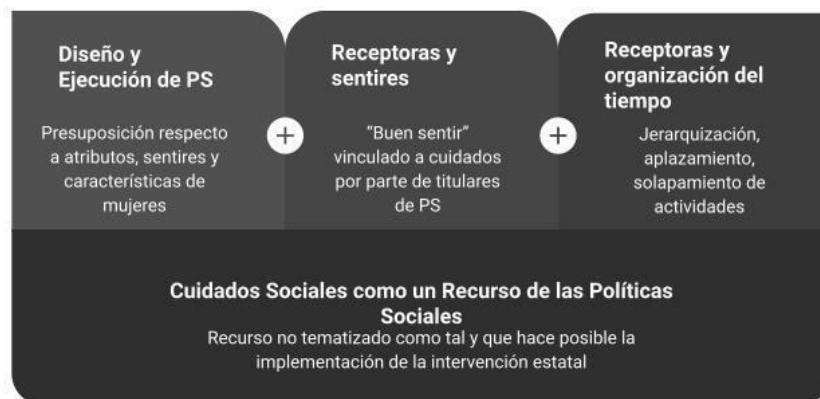 Diseño y
Ejecución de PS
Presuposición respecto
a atributos, sentires y
características de
mujeres
+
Receptoras y
sentires
“Buen sentir”
vinculado a cuidados
por parte de titulares
de PS
+
Receptoras y
organización del
tiempo
Jerarquización,
aplazamiento,
solapamiento de
actividades
Cuidados Sociales como un Recurso de las Políticas
Sociales
Recurso no tematizado como tal y que hace posible la
implementación de la intervención estatal